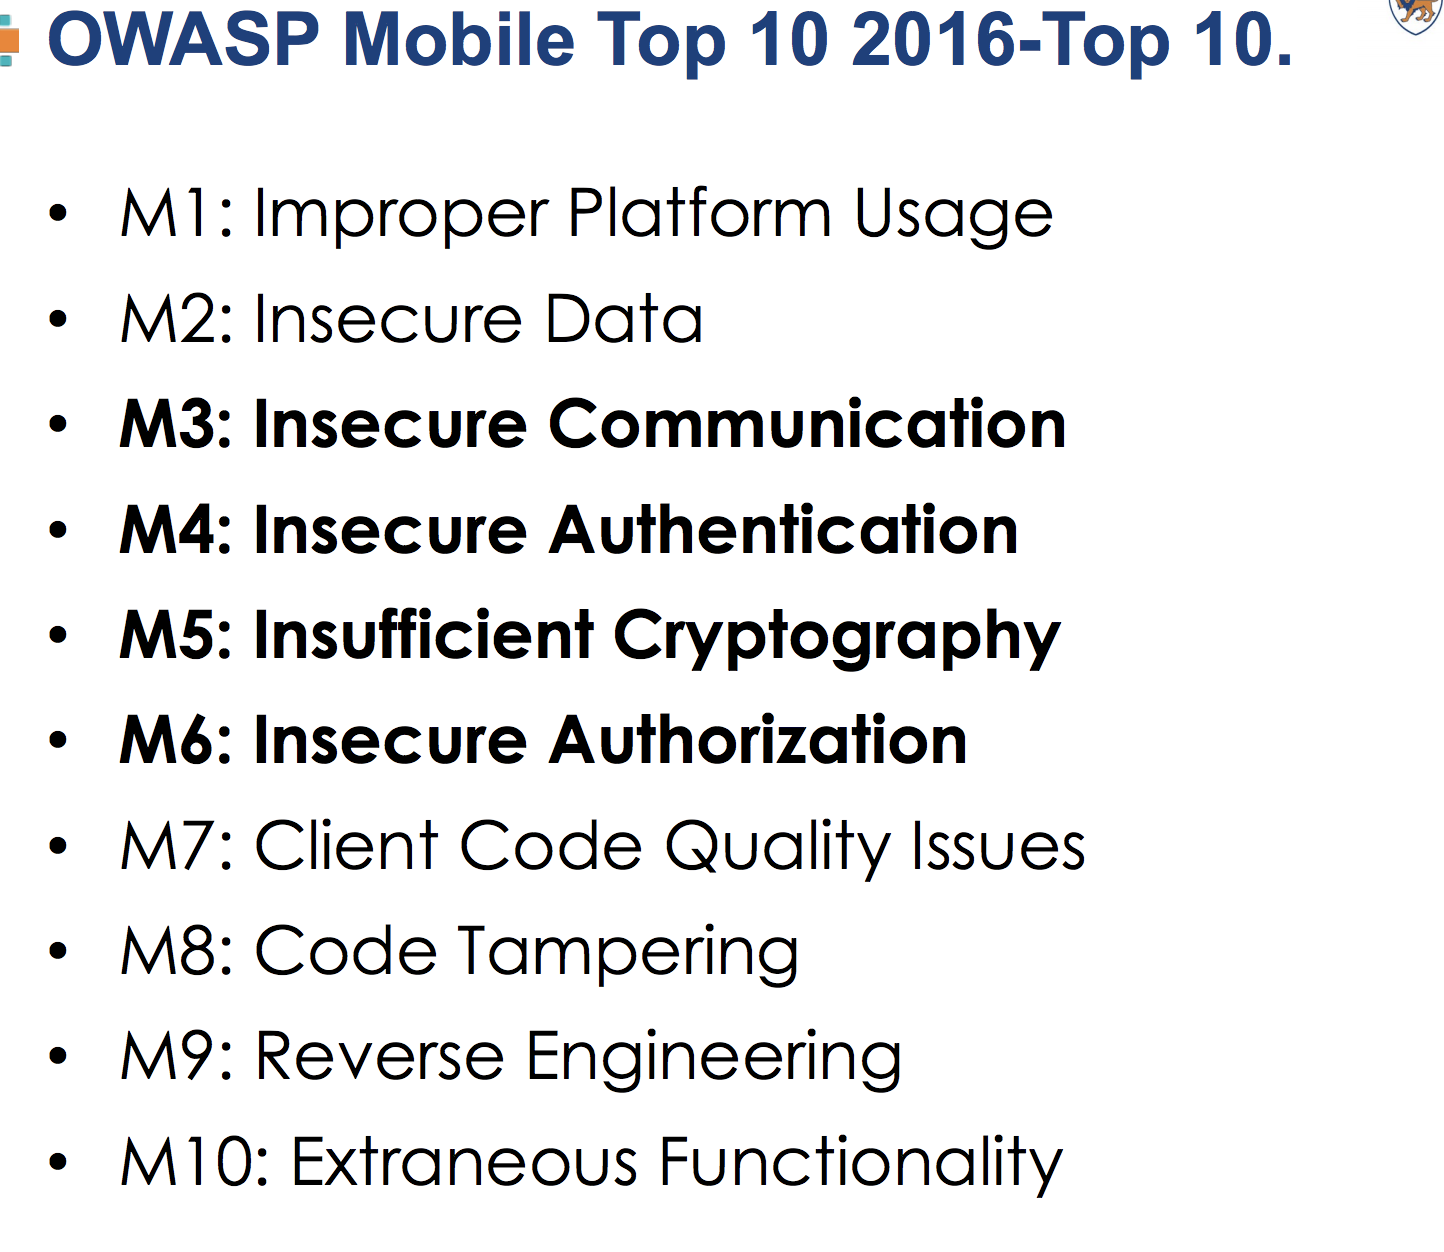 OWASP Mobile Top 10 2016-Top 10.
• M1: Improper Platform Usage
• M2: Insecure Data
• M3: Insecure Communication
• M4: Insecure Authentication
• M5: Insufficient Cryptography
• M6: Insecure Authorization
• M7: Client Code Quality Issues
• M8: Code Tampering
• M9: Reverse Engineering
• M10: Extraneous Functionality